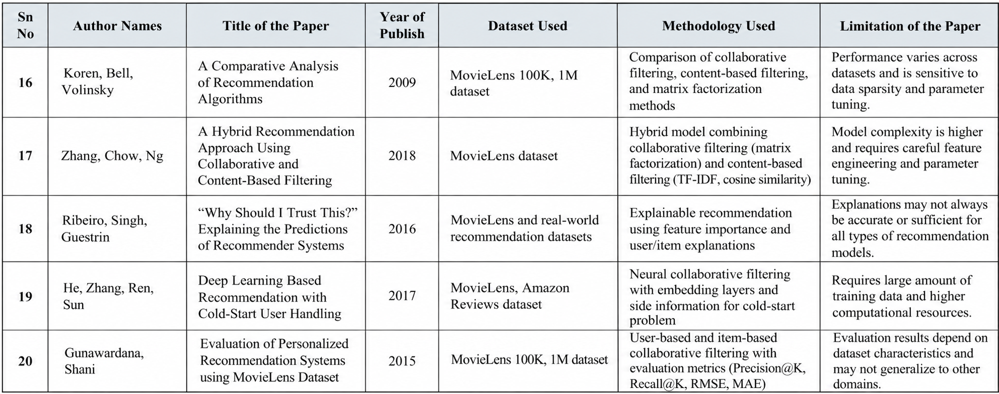 Sn
No
Author Names
Title of the Paper
Year of
Publish
Dataset Used
Methodology Used
Limitation of the Paper
16
Koren, Bell,
Volinsky
A Comparative Analysis
of Recommendation
Algorithms
2009
MovieLens 100K, 1M
dataset
Comparison of collaborative
filtering, content-based filtering,
and matrix factorization
methods
Performance varies across
datasets and is sensitive to
data sparsity and parameter
tuning.
17
Zhang, Chow, Ng
A Hybrid Recommendation
Approach Using
Collaborative and
Content-Based Filtering
2018
MovieLens dataset
Hybrid model combining
collaborative filtering (matrix
factorization) and content-based
filtering (TF-IDF, cosine similarity)
Model complexity is higher
and requires careful feature
engineering and parameter
tuning.
18
Ribeiro, Singh,
Guestrin
“Why Should I Trust This?”
Explaining the Predictions
of Recommender Systems
2016
MovieLens and real-world
recommendation datasets
Explainable recommendation
using feature importance and
user/item explanations
Explanations may not always
be accurate or sufficient for
all types of recommendation
models.
19
He, Zhang, Ren,
Sun
Deep Learning Based
Recommendation with
Cold-Start User Handling
2017
MovieLens, Amazon
Reviews dataset
Neural collaborative filtering
with embedding layers and
side information for cold-start
problem
Requires large amount of
training data and higher
computational resources.
20
Gunawardana,
Shani
Evaluation of Personalized
Recommendation Systems
using MovieLens Dataset
2015
MovieLens 100K, 1M dataset
User-based and item-based
collaborative filtering with
evaluation metrics (Precision@K,
Recall@K, RMSE, MAE)
Evaluation results depend on
dataset characteristics and
may not generalize to other
domains.